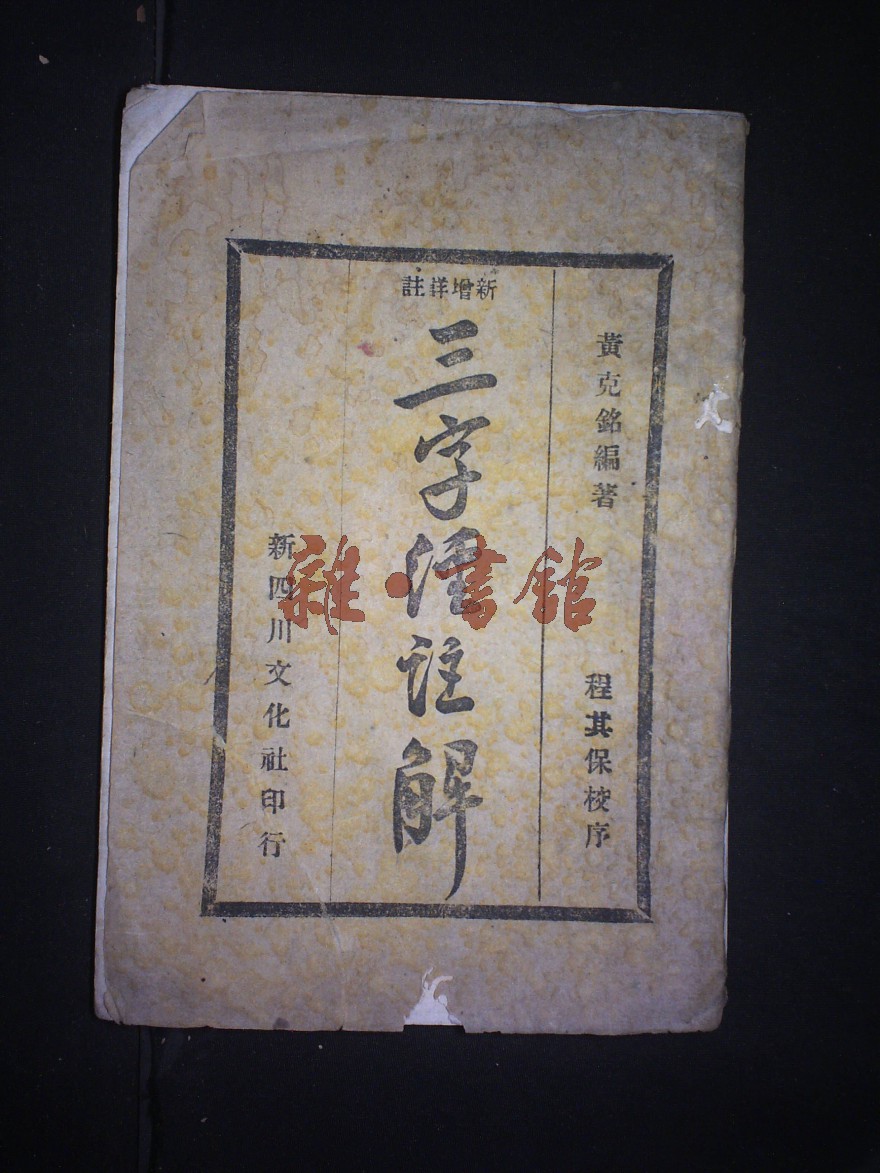 黃克銘編著
程其保校序
新增詳註
三字經註解
新四川文化社印行
雜·書館